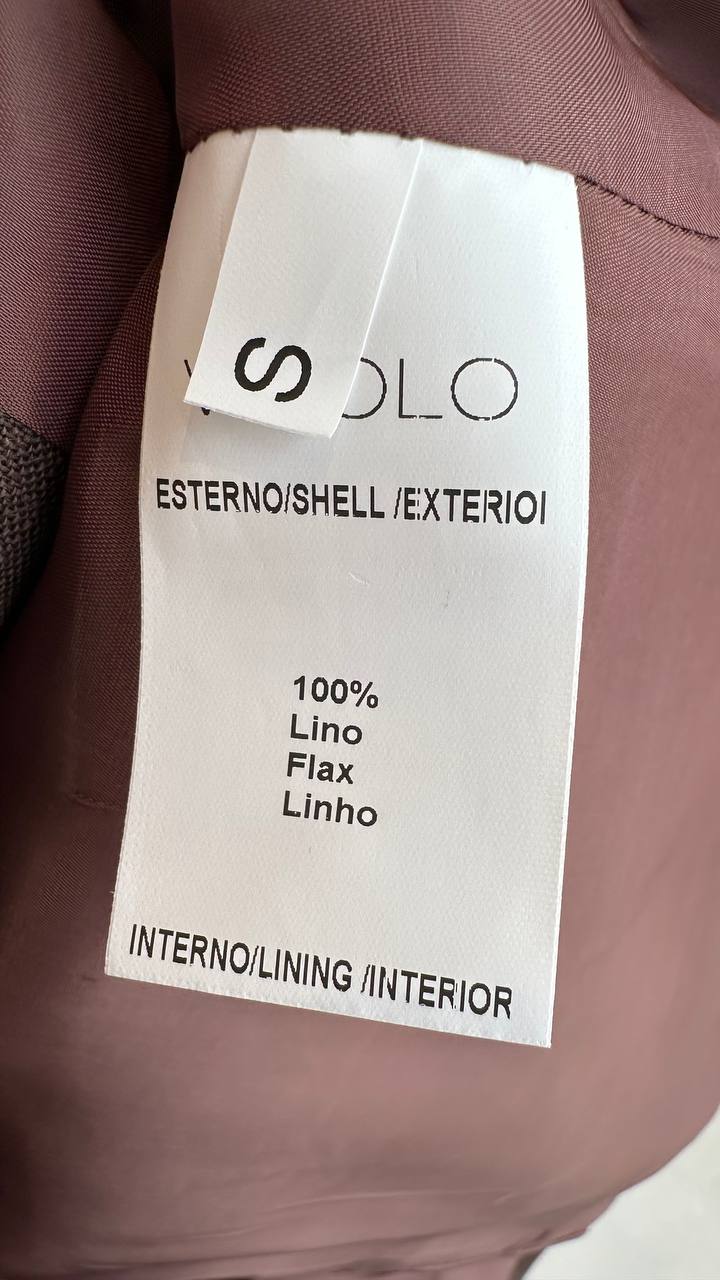 S
ESTERNO/SHELL /EXTERIOI
100%
Lino
Flax
Linho
INTERNO/LINING /INTERIOR